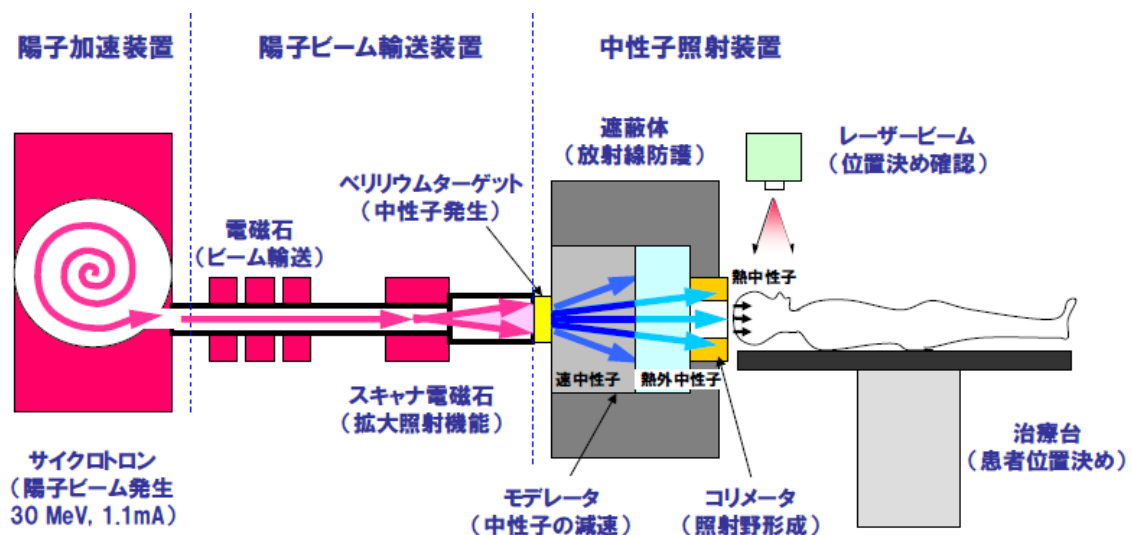 陽子加速装置
陽子ビーム輸送装置
中性子照射装置
遮蔽体
（放射線防護）
レーザービーム
（位置決め確認）
ベリリウムターゲット
（中性子発生）
電磁石
（ビーム輸送）
熱中性子
速中性子
熱外中性子
スキャナ電磁石
（拡大照射機能）
サイクロトロン
（陽子ビーム発生
30 MeV, 1.1mA）
モデレータ
（中性子の減速）
コリメータ
（照射野形成）
治療台
（患者位置決め）